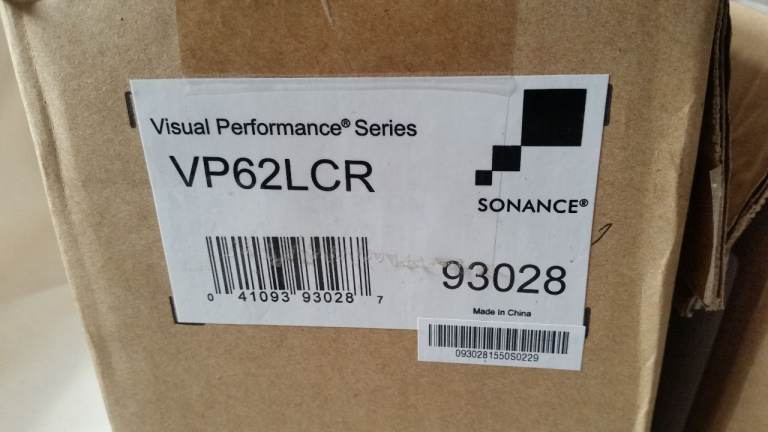 Visual Performance® Series
VP62LCR
SONANCE®
0 41093 93028 7
93028
Made In China
0930281550S0229